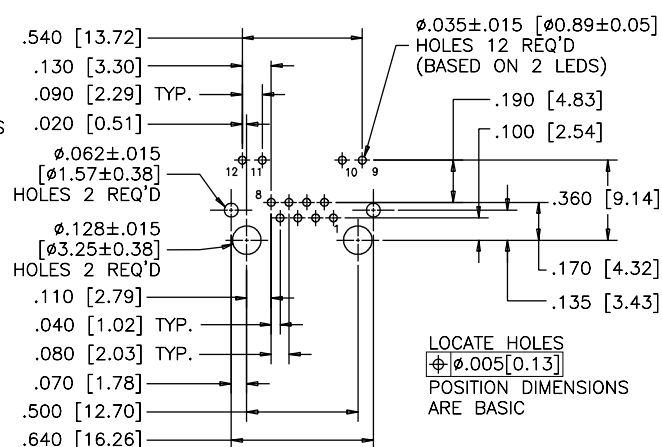 .540 [13.72]
.130 [3.30]
.090 [2.29] TYP.
.020 [0.51]
S
ø.062±.015
[ø1.57±0.38]
HOLES 2 REQ'D
ø.128±.015
[ø3.25±0.38]
HOLES 2 REQ'D
.110 [2.79]
.040 [1.02] TYP.
.080 [2.03] TYP.
.070 [1.78]
.500 [12.70]
.640 [16.26]
12
11
10
9
8
1
ø.035±.015 [ø0.89±0.05]
HOLES 12 REQ'D
(BASED ON 2 LEDS)
.190 [4.83]
.100 [2.54]
.360 [9.14]
.170 [4.32]
.135 [3.43]
LOCATE HOLES
⌖ ø.005[0.13]
POSITION DIMENSIONS
ARE BASIC